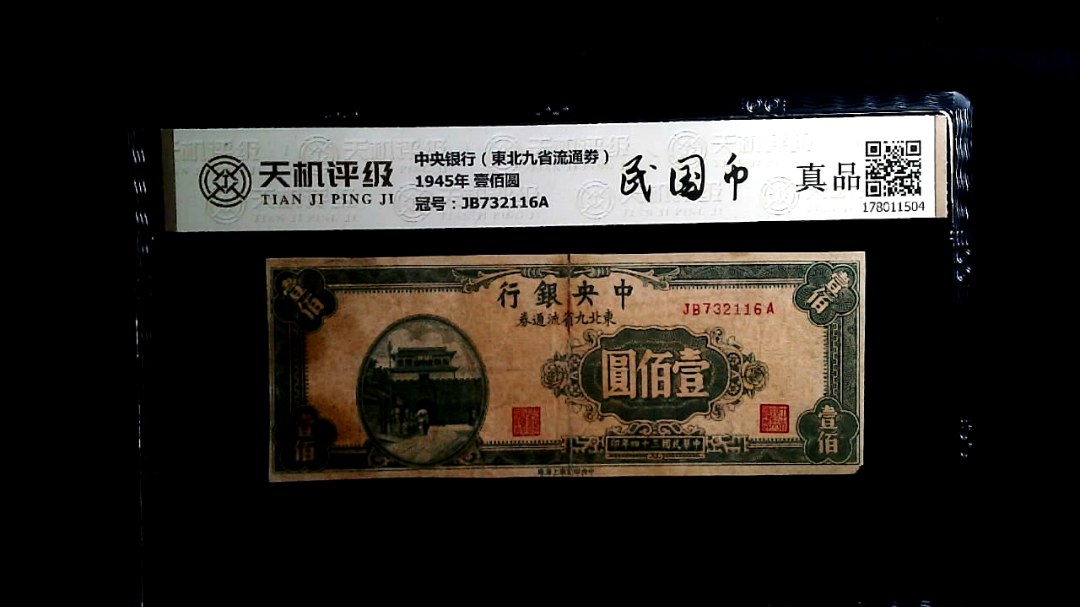 天机评级
TIAN JI PING JI
中央银行（東北九省流通券）
1945年 壹佰圆
冠号：JB732116A
民国币
真品
178011504
壹佰
壹佰
行銀央中
券通流省九北東
JB732116A
圓佰壹
印年四十三國民華中
壹佰
壹佰